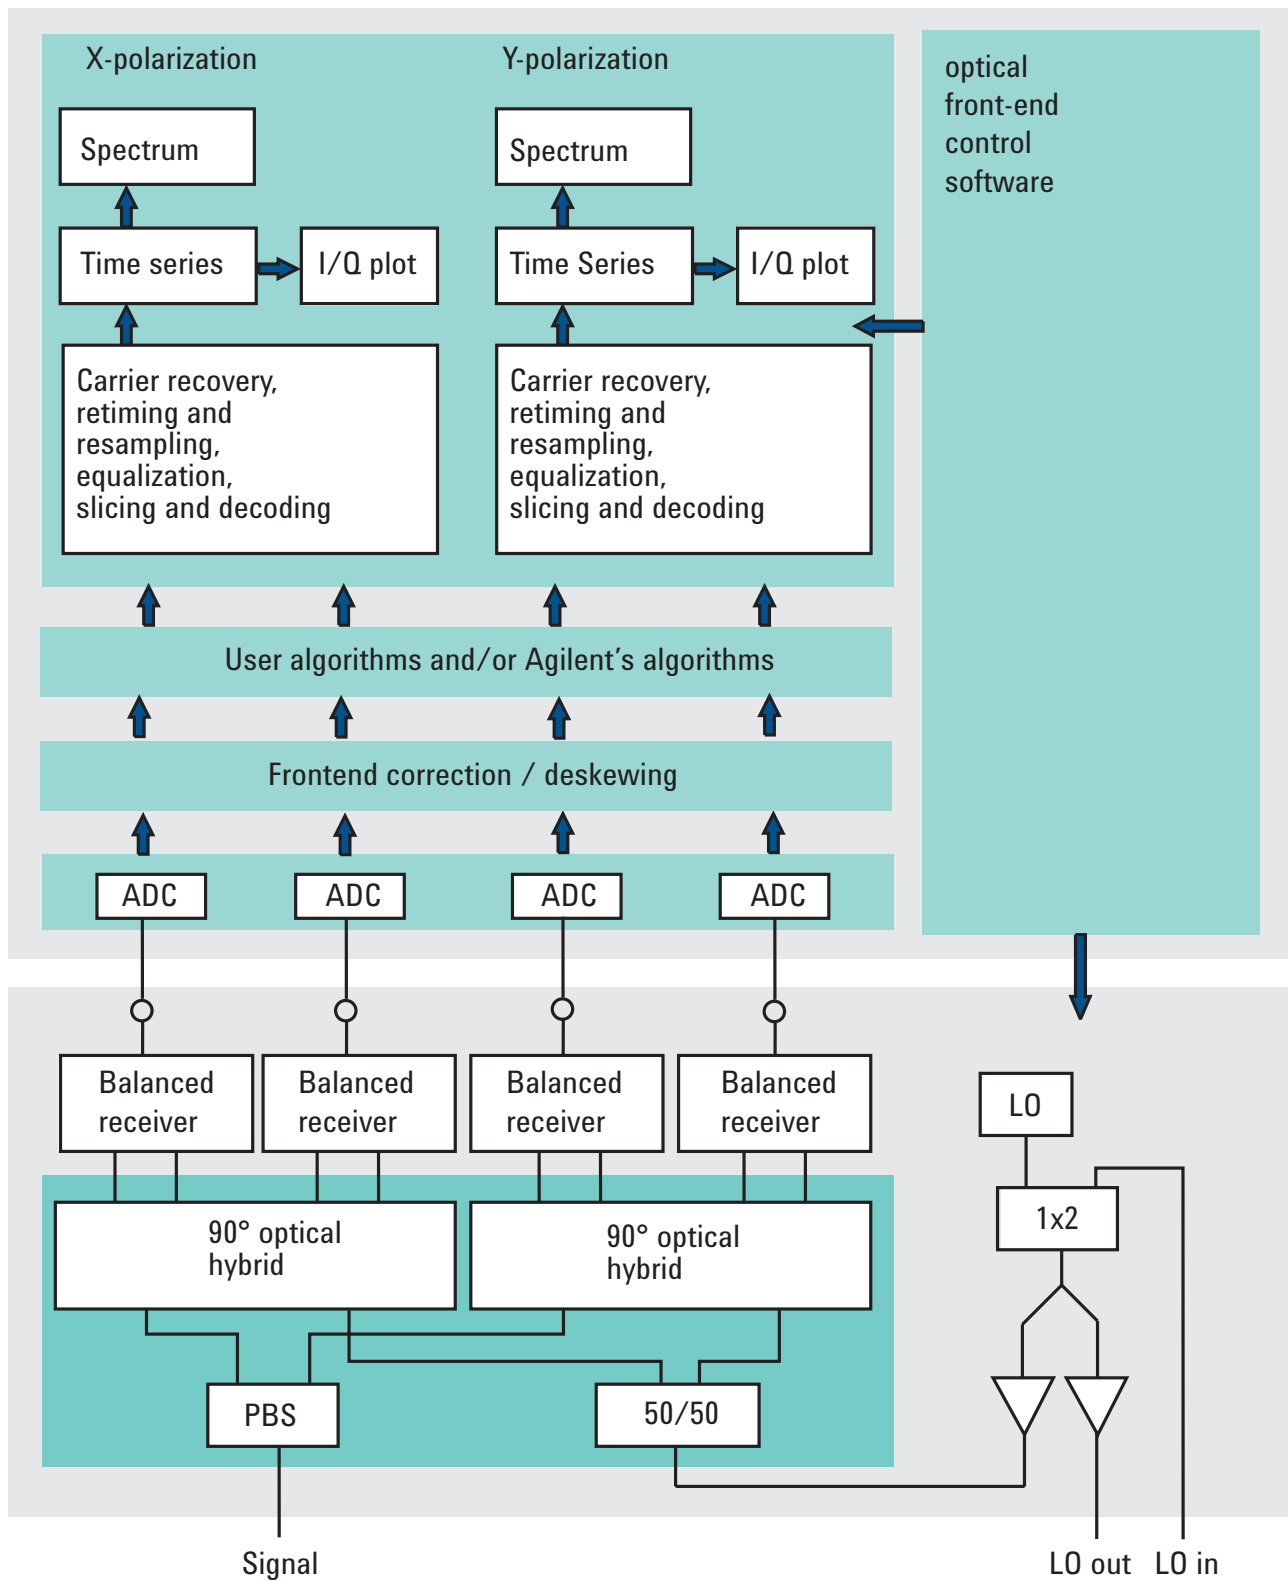 X-polarization
Y-polarization
optical
front-end
control
software
Spectrum
Spectrum
Time series
I/Q plot
Time Series
I/Q plot
Carrier recovery,
retiming and
resampling,
equalization,
slicing and decoding
Carrier recovery,
retiming and
resampling,
equalization,
slicing and decoding
User algorithms and/or Agilent's algorithms
Frontend correction / deskewing
ADC
ADC
ADC
ADC
Balanced
receiver
Balanced
receiver
Balanced
receiver
Balanced
receiver
LO
1x2
90° optical
hybrid
90° optical
hybrid
PBS
50/50
Signal
LO out
LO in